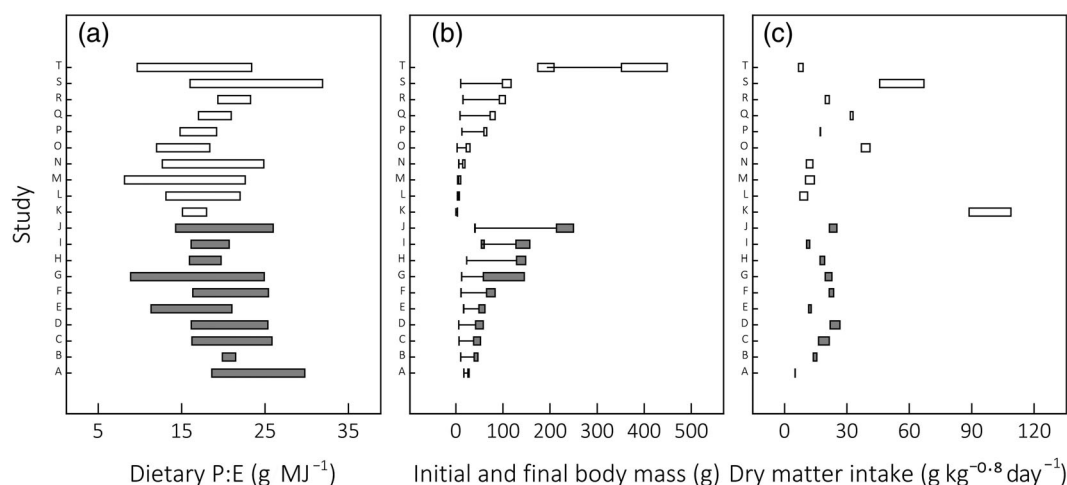 (a)
(b)
(c)
Study
T
S
R
Q
P
O
N
M
L
K
J
I
H
G
F
E
D
C
B
A
T
S
R
Q
P
O
N
M
L
K
J
I
H
G
F
E
D
C
B
A
T
S
R
Q
P
O
N
M
L
K
J
I
H
G
F
E
D
C
B
A
5 15 25 35
0 100 200 300 400 500
0 30 60 90 120
Dietary P:E (g MJ⁻¹)
Initial and final body mass (g)
Dry matter intake (g kg⁻⁰·⁸ day⁻¹)